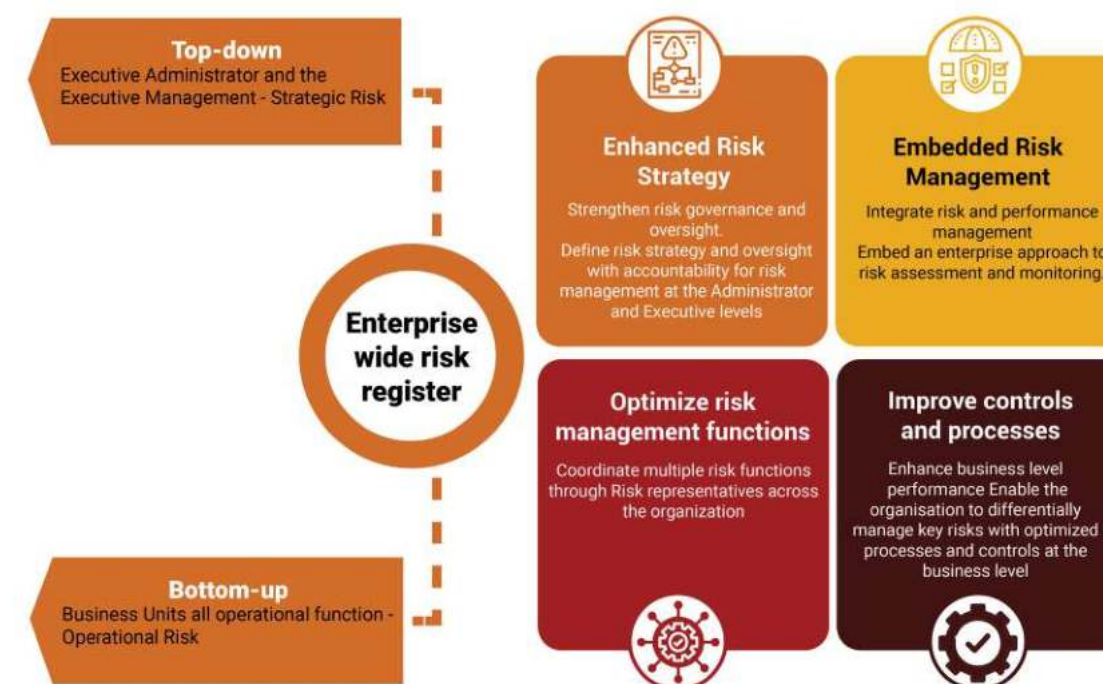 Top-down
Executive Administrator and the
Executive Management - Strategic Risk
Enterprise
wide risk
register
Bottom-up
Business Units all operational function -
Operational Risk
Enhanced Risk
Strategy
Strengthen risk governance and
oversight.
Define risk strategy and oversight
with accountability for risk
management at the Administrator
and Executive levels
Embedded Risk
Management
Integrate risk and performance
management
Embed an enterprise approach to
risk assessment and monitoring.
Optimize risk
management functions
Coordinate multiple risk functions
through Risk representatives across
the organization
Improve controls
and processes
Enhance business level
performance Enable the
organisation to differentially
manage key risks with optimized
processes and controls at the
business level